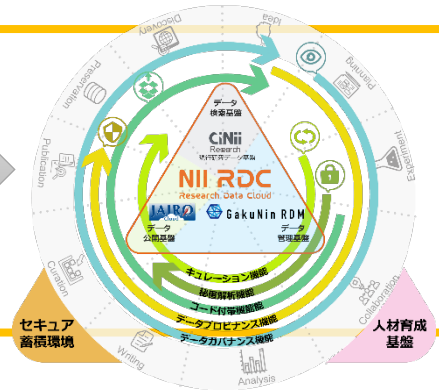 Idea
Discovery
Planning
Preservation
Experiment
Publication
データ
検索基盤
CiNii
Research
NII RDC
Research Data Cloud
JAIRO
Cloud
GakuNin RDM
データ
公開基盤
データ
管理基盤
キュレーション機能
秘匿解析機能
コード付帯機能
データプロビナンス機能
データガバナンス機能
Curation
Collaboration
Writing
Analysis
セキュア
蓄積環境
人材育成
基盤